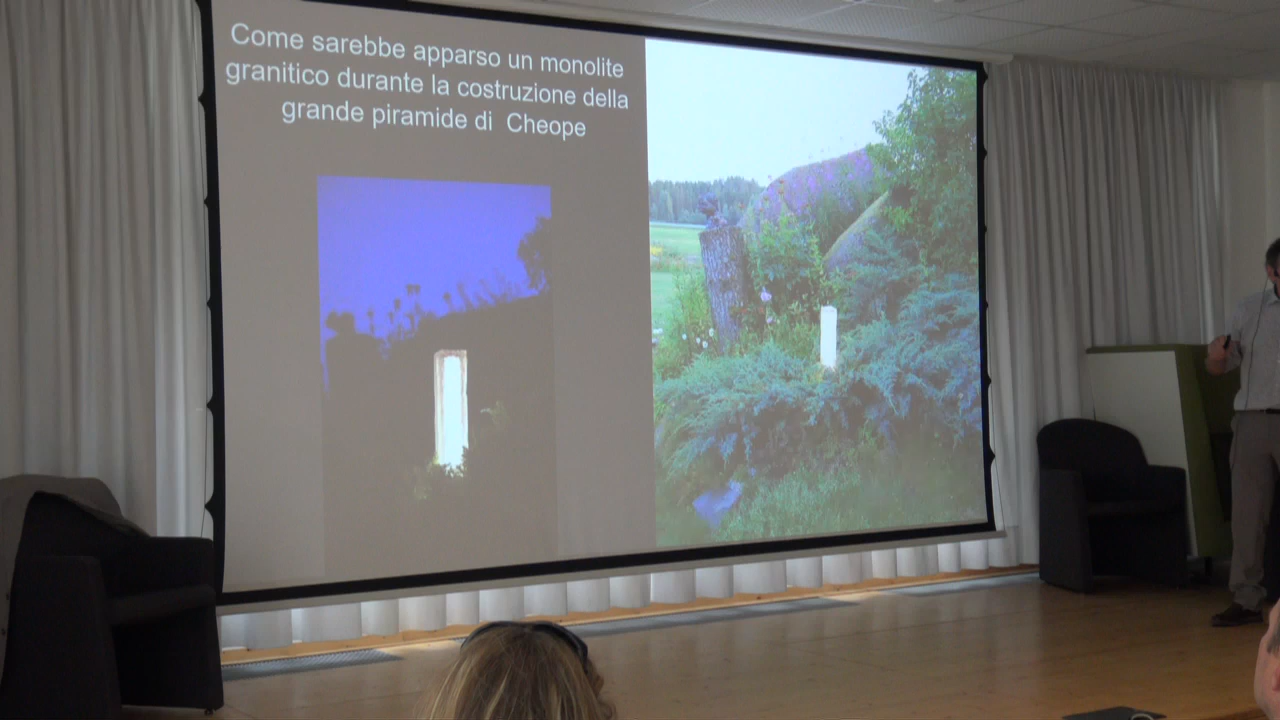 Come sarebbe apparso un monolite
granitico durante la costruzione della
grande piramide di Cheope